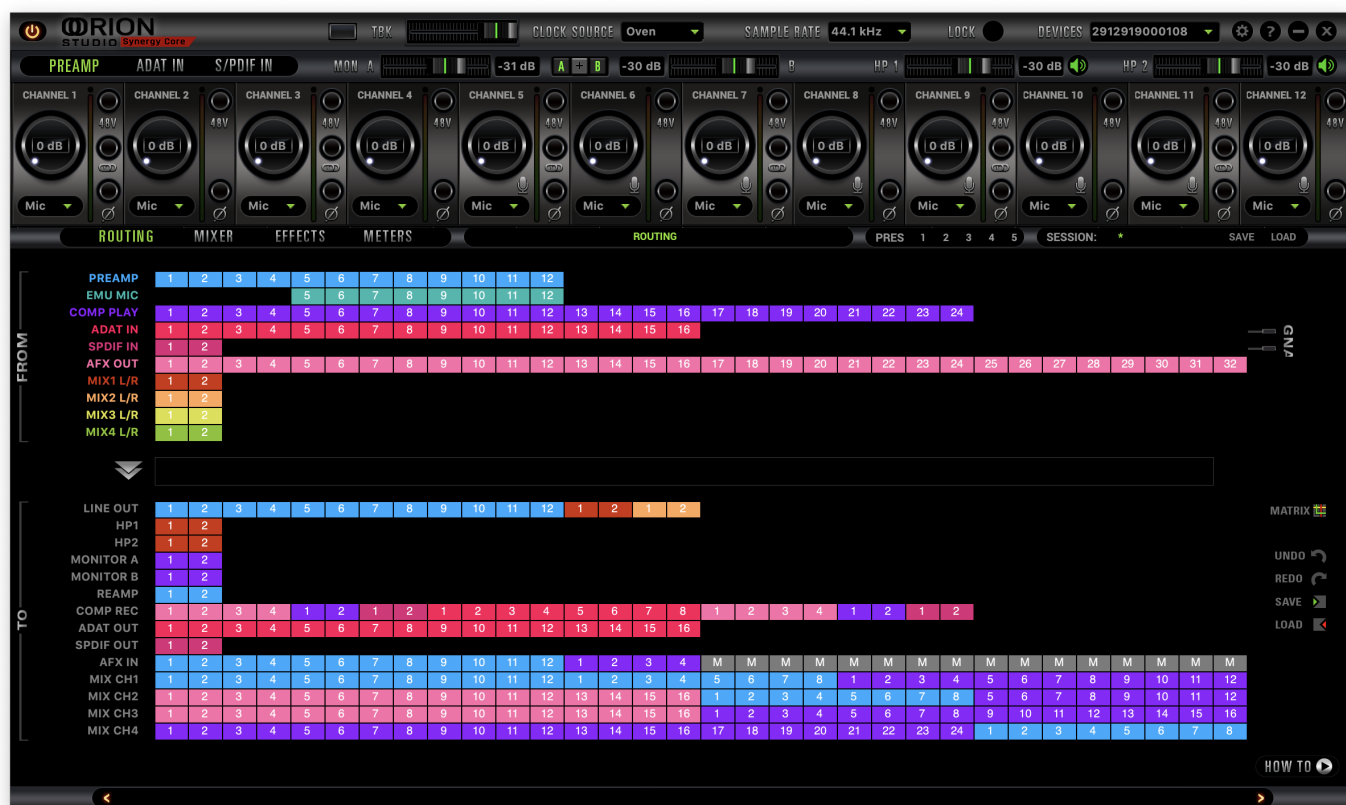 ORION STUDIO Synergy Core TBK CLOCK SOURCE Oven SAMPLE RATE 44.1 kHz LOCK DEVICES 2912919000108 ?
PREAMP ADAT IN S/PDIF IN MON A -31 dB A + B -30 dB B HP 1 -30 dB HP 2 -30 dB
CHANNEL 1 CHANNEL 2 CHANNEL 3 CHANNEL 4 CHANNEL 5 CHANNEL 6 CHANNEL 7 CHANNEL 8 CHANNEL 9 CHANNEL 10 CHANNEL 11 CHANNEL 12
48V 48V 48V 48V 48V 48V 48V 48V 48V 48V 48V 48V
0 dB 0 dB 0 dB 0 dB 0 dB 0 dB 0 dB 0 dB 0 dB 0 dB 0 dB 0 dB
Mic Mic Mic Mic Mic Mic Mic Mic Mic Mic Mic Mic
ROUTING MIXER EFFECTS METERS ROUTING PRES 1 2 3 4 5 SESSION: * SAVE LOAD
FROM
PREAMP 1 2 3 4 5 6 7 8 9 10 11 12
EMU MIC 5 6 7 8 9 10 11 12
COMP PLAY 1 2 3 4 5 6 7 8 9 10 11 12 13 14 15 16 17 18 19 20 21 22 23 24
ADAT IN 1 2 3 4 5 6 7 8 9 10 11 12 13 14 15 16
SPDIF IN 1 2
AFX OUT 1 2 3 4 5 6 7 8 9 10 11 12 13 14 15 16 17 18 19 20 21 22 23 24 25 26 27 28 29 30 31 32
MIX1 L/R 1 2
MIX2 L/R 1 2
MIX3 L/R 1 2
MIX4 L/R 1 2
TO
LINE OUT 1 2 3 4 5 6 7 8 9 10 11 12 1 2 1 2
HP1 1 2
HP2 1 2
MONITOR A 1 2
MONITOR B 1 2
REAMP 1 2
COMP REC 1 2 3 4 1 2 1 2 1 2 3 4 5 6 7 8 1 2 3 4 1 2 1 2
ADAT OUT 1 2 3 4 5 6 7 8 9 10 11 12 13 14 15 16
SPDIF OUT 1 2
AFX IN 1 2 3 4 5 6 7 8 9 10 11 12 1 2 3 4 M M M M M M M M M M M M M M M M
MIX CH1 1 2 3 4 5 6 7 8 9 10 11 12 1 2 3 4 5 6 7 8 1 2 3 4 5 6 7 8 9 10 11 12
MIX CH2 1 2 3 4 5 6 7 8 9 10 11 12 13 14 15 16 1 2 3 4 5 6 7 8 5 6 7 8 9 10 11 12
MIX CH3 1 2 3 4 5 6 7 8 9 10 11 12 13 14 15 16 1 2 3 4 5 6 7 8 9 10 11 12 13 14 15 16
MIX CH4 1 2 3 4 5 6 7 8 9 10 11 12 13 14 15 16 17 18 19 20 21 22 23 24 1 2 3 4 5 6 7 8
MATRIX
UNDO
REDO
SAVE
LOAD
HOW TO